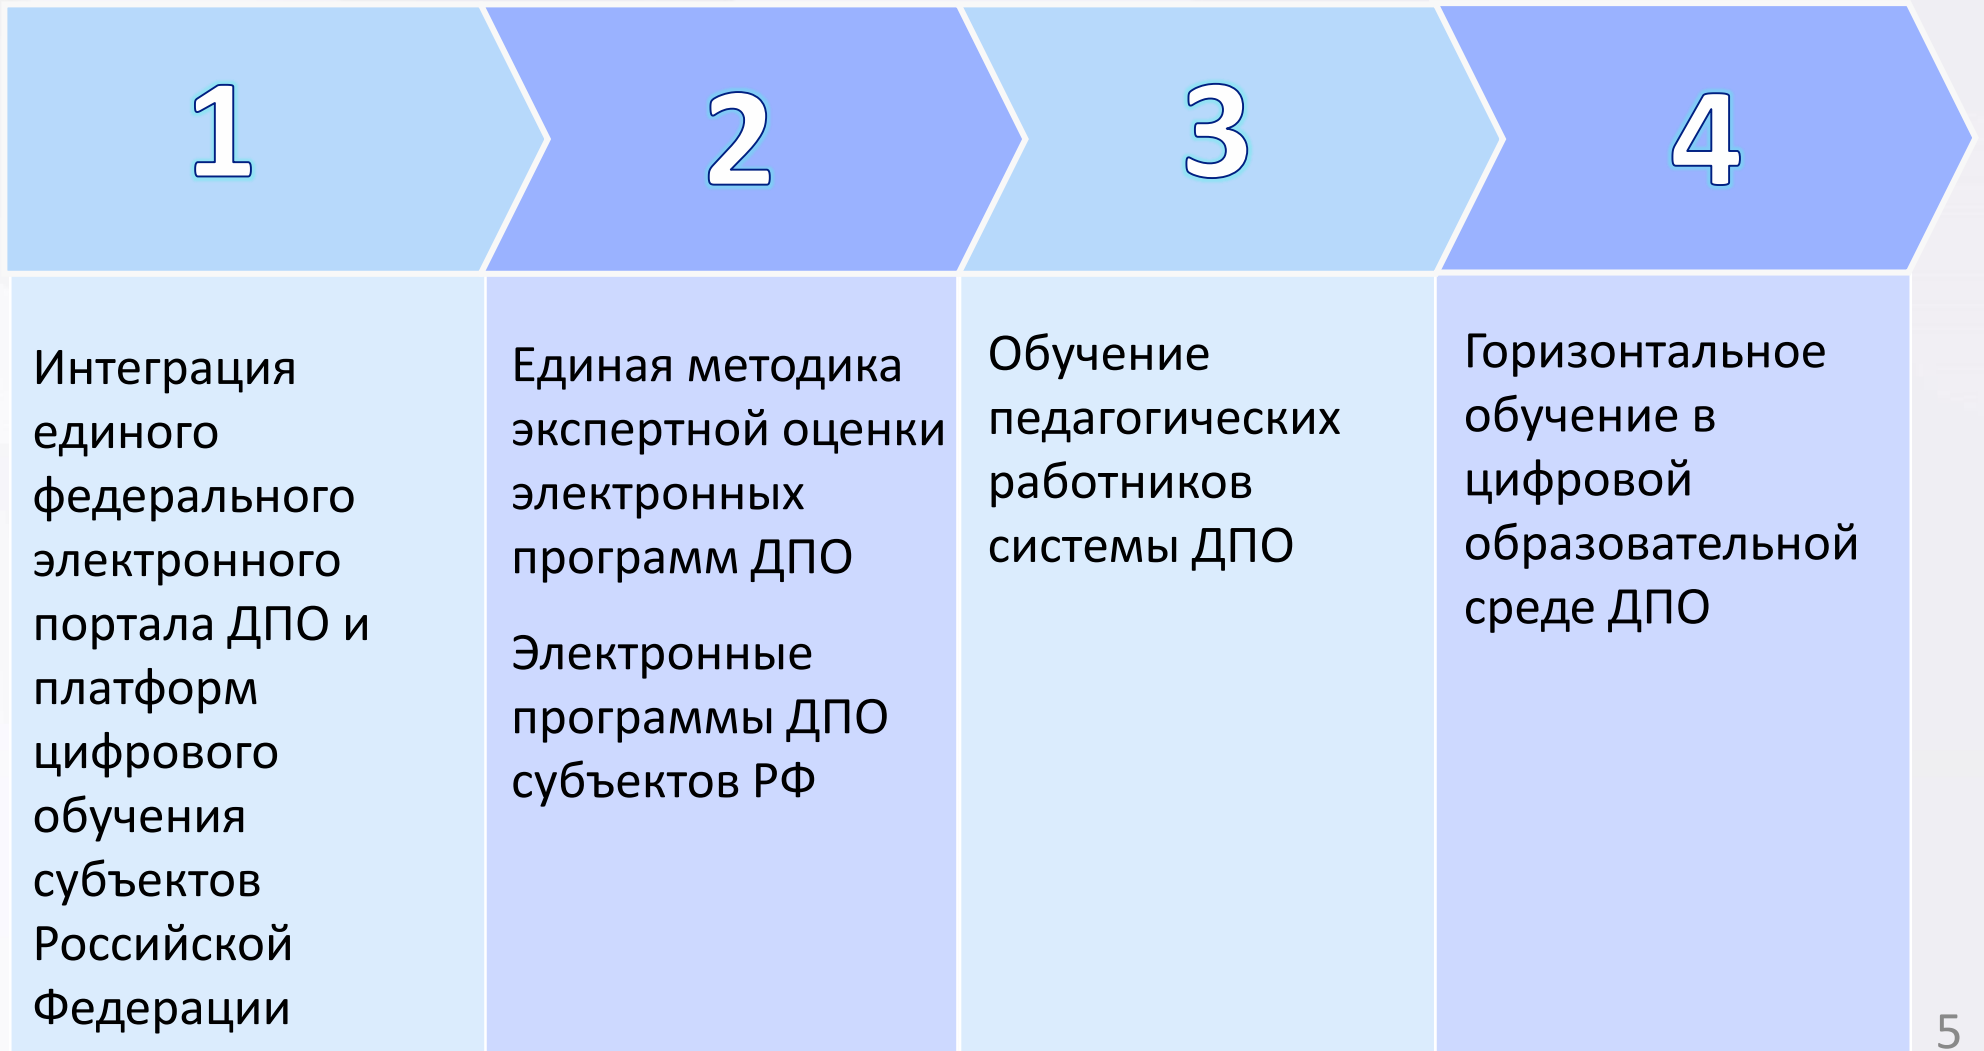 1
2
3
4
Интеграция
единого
федерального
электронного
портала ДПО и
платформ
цифрового
обучения
субъектов
Российской
Федерации
Единая методика
экспертной оценки
электронных
программ ДПО
Электронные
программы ДПО
субъектов РФ
Обучение
педагогических
работников
системы ДПО
Горизонтальное
обучение в
цифровой
образовательной
среде ДПО
5